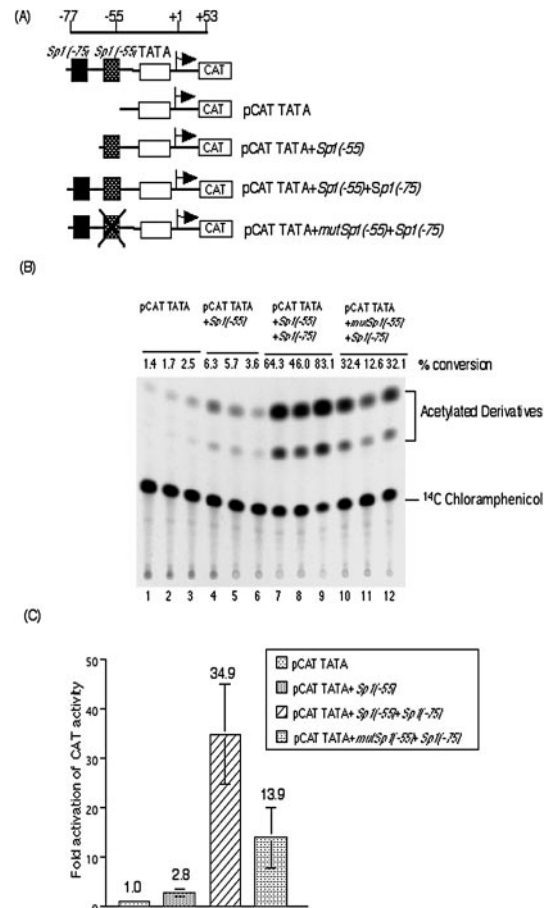 (A)
-77 -55 +1 +53
Sp1(-75) Sp1(-55) TATA
CAT
CAT pCAT TATA
CAT pCAT TATA+Sp1(-55)
CAT pCAT TATA+Sp1(-55)+Sp1(-75)
CAT pCAT TATA+mutSp1(-55)+Sp1(-75)
(B)
pCAT TATA pCAT TATA pCAT TATA pCAT TATA
+Sp1(-55) +Sp1(-55) +mutSp1(-55)
+Sp1(-75) +Sp1(-75)
1.4 1.7 2.5 6.3 5.7 3.6 64.3 46.0 83.1 32.4 12.6 32.1 % conversion
Acetylated Derivatives
14C Chloramphenicol
1 2 3 4 5 6 7 8 9 10 11 12
(C)
Fold activation of CAT activity
50
40
30
20
10
0
1.0
2.8
34.9
13.9
pCAT TATA
pCAT TATA+ Sp1(-55)
pCAT TATA+ Sp1(-55)+ Sp1(-75)
pCAT TATA+mutSp1(-55)+ Sp1(-75)